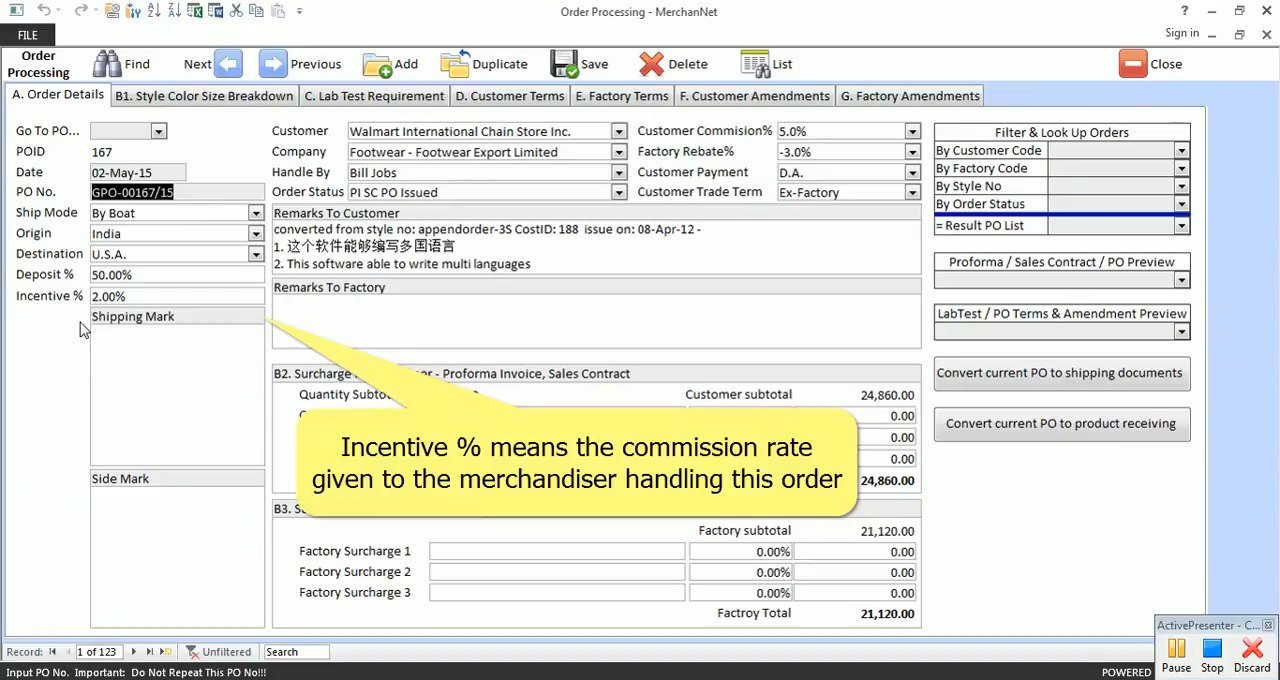 Order Processing - MerchanNet
?
FILE
Sign in
Order Processing
Find
Next
Previous
Add
Duplicate
Save
Delete
List
Close
A. Order Details
B1. Style Color Size Breakdown
C. Lab Test Requirement
D. Customer Terms
E. Factory Terms
F. Customer Amendments
G. Factory Amendments
Go To PO...
POID 167
Date 02-May-15
PO No. GPO-00167/15
Ship Mode By Boat
Origin India
Destination U.S.A.
Deposit % 50.00%
Incentive % 2.00%
Shipping Mark
Side Mark
Customer Walmart International Chain Store Inc.
Company Footwear - Footwear Export Limited
Handle By Bill Jobs
Order Status PI SC PO Issued
Customer Commision% 5.0%
Factory Rebate% -3.0%
Customer Payment D.A.
Customer Trade Term Ex-Factory
Remarks To Customer
converted from style no: appendorder-3S CostID: 188 issue on: 08-Apr-12 -
1. 这个软件能够编写多国语言
2. This software able to write multi languages
Remarks To Factory
B2. Surcharge - Proforma Invoice, Sales Contract
Quantity Customer subtotal 24,860.00
0.00
0.00
0.00
24,860.00
Incentive % means the commission rate
given to the merchandiser handling this order
B3.
Factory subtotal 21,120.00
Factory Surcharge 1 0.00% 0.00
Factory Surcharge 2 0.00% 0.00
Factory Surcharge 3 0.00% 0.00
Factroy Total 21,120.00
Filter & Look Up Orders
By Customer Code
By Factory Code
By Style No
By Order Status
= Result PO List
Proforma / Sales Contract / PO Preview
LabTest / PO Terms & Amendment Preview
Convert current PO to shipping documents
Convert current PO to product receiving
Record: 1 of 123 Unfiltered Search
Input PO No. Important: Do Not Repeat This PO No!!!
POWERED
ActivePresenter - C...
Pause Stop Discard